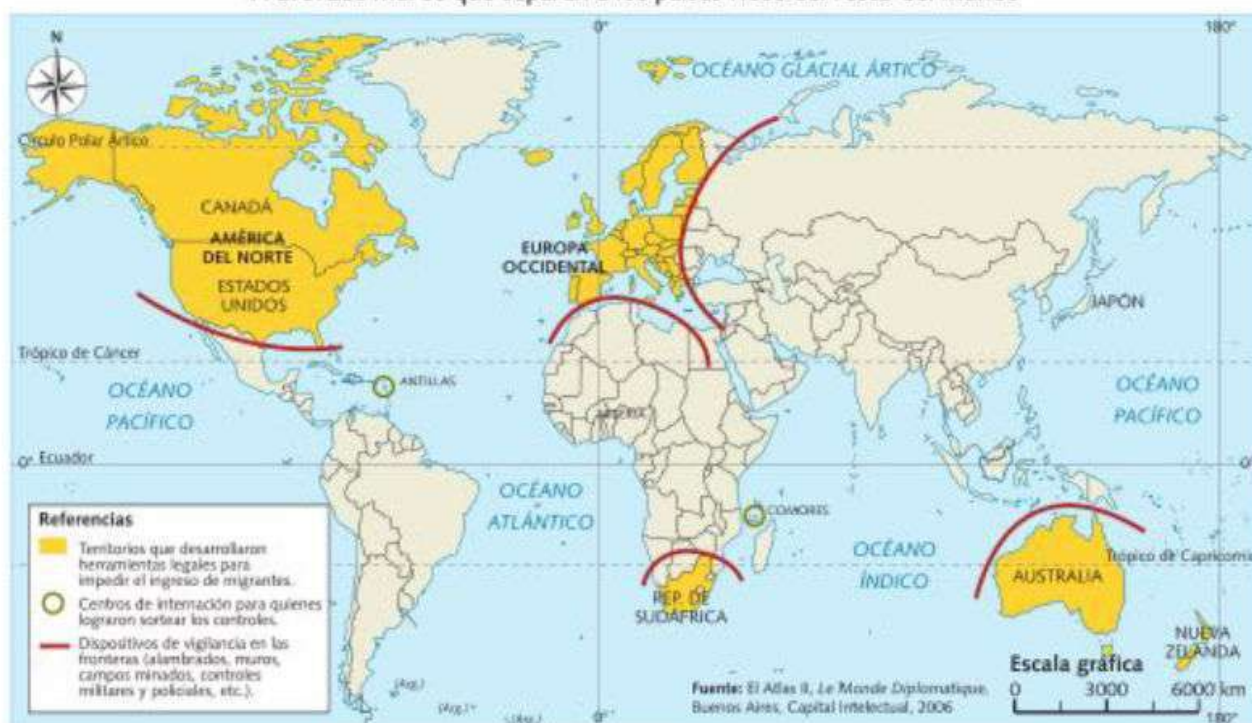 0°
180°
N
OCÉANO GLACIAL ÁRTICO
Círculo Polar Ártico
CANADÁ
AMÉRICA
DEL NORTE
ESTADOS
UNIDOS
EUROPA
OCCIDENTAL
JAPÓN
Trópico de Cáncer
ANTILLAS
OCÉANO
PACÍFICO
OCÉANO
PACÍFICO
0° Ecuador
0°
OCÉANO
ATLÁNTICO
COMORES
OCÉANO
ÍNDICO
Trópico de Capricornio
AUSTRALIA
REP. DE
SUDÁFRICA
NUEVA
ZELANDA
Referencias
Territorios que desarrollaron
herramientas legales para
impedir el ingreso de migrantes.
Centros de internación para quienes
lograron sortear los controles.
Dispositivos de vigilancia en las
fronteras (alambrados, muros,
campos minados, controles
militares y policiales, etc.).
(Arg.)
(Arg.)
(Arg.)
Fuente: El Atlas II, Le Monde Diplomatique,
Buenos Aires, Capital Intelectual, 2006
0°
Escala gráfica
0 3000 6000 km
180°